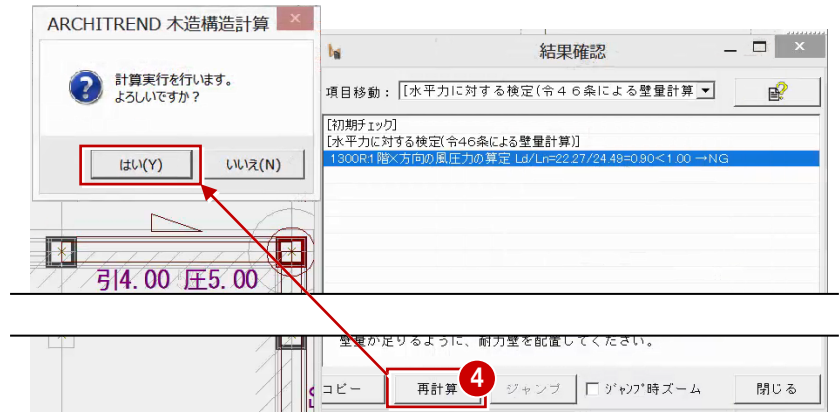 ARCHITREND 木造構造計算
計算実行を行います。
よろしいですか？
はい(Y)
いいえ(N)
引4.00 圧5.00
結果確認
項目移動： [水平力に対する検定(令４６条による壁量計算
[初期チェック]
[水平力に対する検定(令46条による壁量計算)]
1300R:1階X方向の風圧力の算定 Ld/Ln=22.27/24.49=0.90<1.00 →NG
壁量が足りるように、耐力壁を配置してください。
コピー
再計算
4
ジャンプ
ジャンプ時ズーム
閉じる